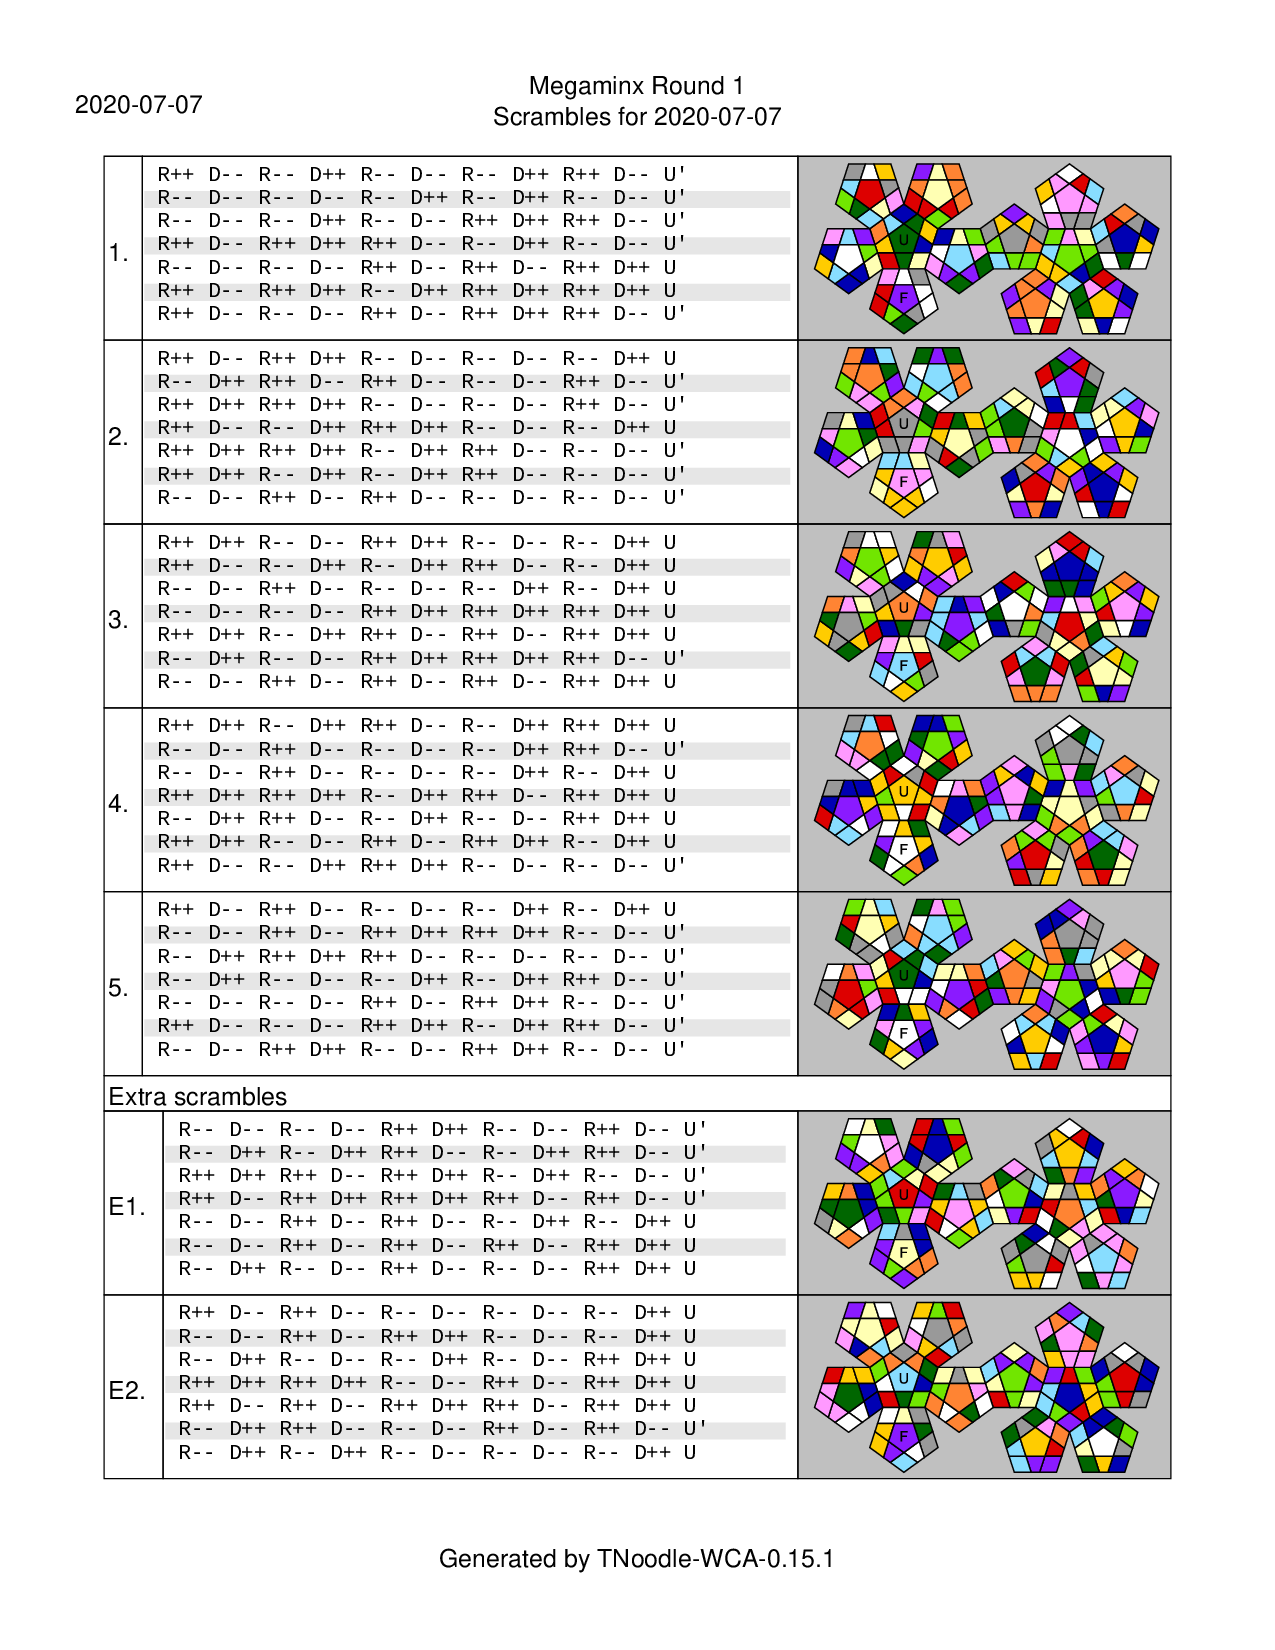 2020-07-07
Megaminx Round 1
Scrambles for 2020-07-07
1.
R++ D-- R-- D++ R-- D-- R-- D++ R++ D-- U'
R-- D-- R-- D-- R-- D++ R-- D++ R-- D-- U'
R-- D-- R-- D++ R-- D-- R++ D++ R++ D-- U'
R++ D-- R++ D++ R++ D-- R-- D++ R-- D-- U'
R-- D-- R-- D-- R++ D-- R++ D-- R++ D++ U
R++ D-- R++ D++ R-- D++ R++ D++ R++ D++ U
R++ D-- R-- D-- R++ D-- R++ D++ R++ D-- U'
U
F
2.
R++ D-- R++ D++ R-- D-- R-- D-- R-- D++ U
R-- D++ R++ D-- R++ D-- R-- D-- R++ D-- U'
R++ D++ R++ D++ R-- D-- R-- D-- R++ D-- U'
R++ D-- R-- D++ R++ D++ R-- D-- R-- D++ U
R++ D++ R++ D++ R-- D++ R++ D-- R-- D-- U'
R++ D++ R-- D++ R-- D++ R++ D-- R-- D-- U'
R-- D-- R++ D-- R++ D-- R-- D-- R-- D-- U'
U
F
3.
R++ D++ R-- D-- R++ D++ R-- D-- R-- D++ U
R++ D-- R-- D++ R-- D++ R++ D-- R-- D++ U
R-- D-- R++ D-- R-- D-- R-- D++ R-- D++ U
R-- D-- R-- D-- R++ D++ R++ D++ R++ D++ U
R++ D++ R-- D++ R++ D-- R++ D-- R++ D++ U
R-- D++ R-- D-- R++ D++ R++ D++ R++ D-- U'
R-- D-- R++ D-- R++ D-- R++ D-- R++ D++ U
U
F
4.
R++ D++ R-- D++ R++ D-- R-- D++ R++ D++ U
R-- D-- R++ D-- R-- D-- R-- D++ R++ D-- U'
R-- D-- R++ D-- R-- D-- R-- D++ R-- D++ U
R++ D++ R++ D++ R-- D++ R++ D-- R++ D++ U
R-- D++ R++ D-- R-- D++ R-- D-- R++ D++ U
R++ D++ R-- D-- R++ D-- R++ D++ R-- D-- U'
R++ D-- R-- D++ R++ D++ R-- D-- R-- D-- U'
U
F
5.
R++ D-- R++ D-- R-- D-- R-- D++ R-- D++ U
R-- D-- R++ D-- R++ D++ R++ D++ R-- D-- U'
R-- D++ R++ D++ R++ D-- R-- D-- R-- D-- U'
R-- D++ R-- D-- R-- D++ R-- D++ R++ D-- U'
R-- D-- R-- D-- R++ D-- R++ D++ R-- D-- U'
R++ D-- R-- D-- R++ D++ R-- D++ R++ D-- U'
R-- D-- R++ D++ R-- D-- R++ D++ R-- D-- U'
U
F
Extra scrambles
E1.
R-- D-- R-- D-- R++ D++ R-- D-- R++ D-- U'
R-- D++ R-- D++ R++ D-- R-- D++ R++ D-- U'
R++ D++ R++ D-- R++ D++ R-- D++ R-- D-- U'
R++ D-- R++ D++ R++ D++ R++ D-- R++ D-- U'
R-- D-- R++ D-- R++ D-- R-- D++ R-- D++ U
R-- D-- R++ D-- R++ D-- R++ D-- R++ D++ U
R-- D++ R-- D-- R++ D-- R-- D-- R++ D++ U
U
F
E2.
R++ D-- R++ D-- R-- D-- R-- D-- R-- D++ U
R-- D-- R++ D-- R++ D++ R-- D-- R-- D++ U
R-- D++ R-- D-- R-- D++ R-- D-- R++ D++ U
R++ D++ R++ D++ R-- D-- R++ D-- R++ D++ U
R++ D-- R++ D-- R++ D++ R++ D-- R++ D++ U
R-- D++ R++ D-- R-- D-- R++ D-- R++ D-- U'
R-- D++ R-- D++ R-- D-- R-- D-- R-- D++ U
U
F
Generated by TNoodle-WCA-0.15.1